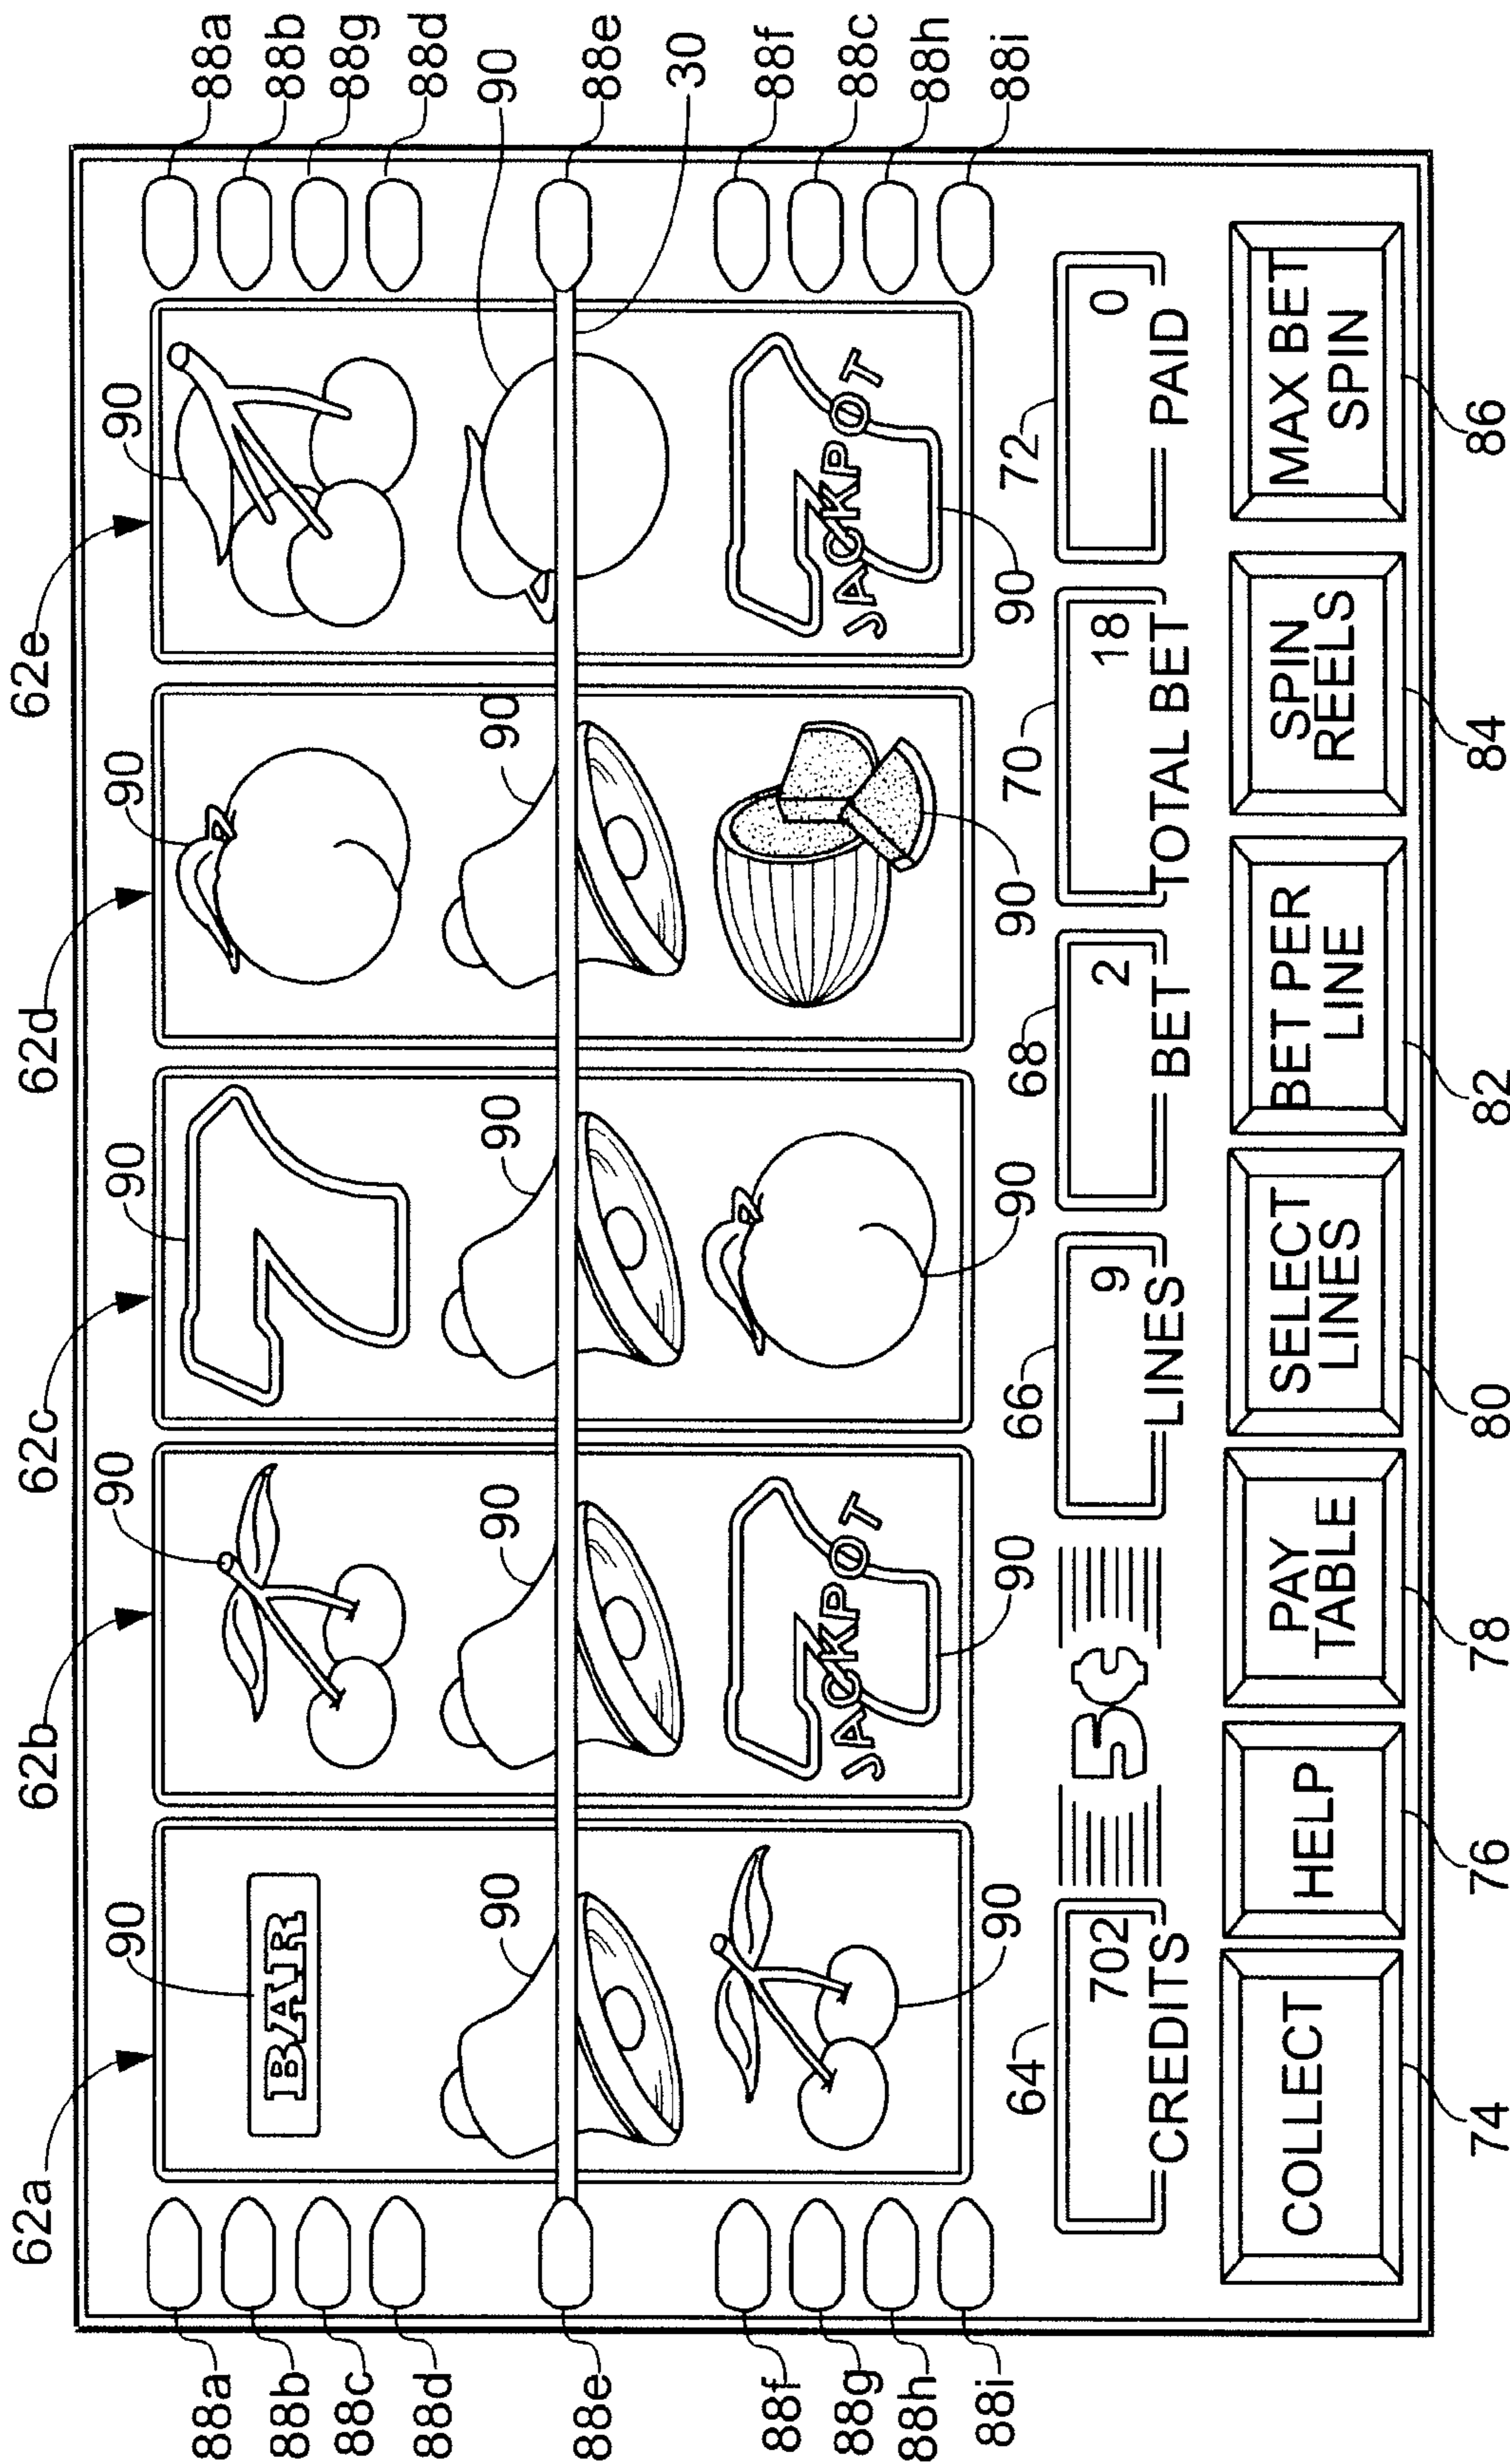 62a 62b 62c 62d 62e
90 90 90 90 90
88a 88a
88b 88b
88c 88g
88d 88d
BAR 7
90 90 90 90 90
88e 88e
30
88f 88f
88g 88c
88h 88h
88i 88i
JACKPOT JACKPOT
7 7
90 90 90 90 90
64 66 68 70 72
702 5¢ 9 2 18 0
CREDITS LINES BET TOTAL BET PAID
COLLECT
HELP
PAY
TABLE
SELECT
LINES
BET PER
LINE
SPIN
REELS
MAX BET
SPIN
74 76 78 80 82 84 86